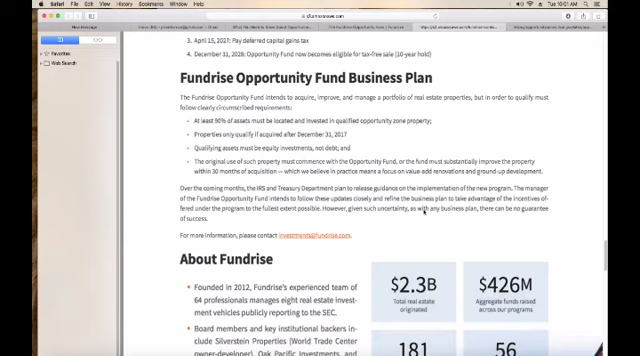 Safari File Edit View History Bookmarks Window Help
Tue 10:01 AM
Favorites
Web Search
3. April 15, 2027: Pay deferred capital gains tax
4. December 31, 2028: Opportunity Fund now becomes eligible for tax-free sale (10-year hold)
Fundrise Opportunity Fund Business Plan
The Fundrise Opportunity Fund intends to acquire, improve, and manage a portfolio of real estate properties, but in order to qualify must
follow clearly circumscribed requirements:
At least 90% of assets must be located and invested in qualified opportunity zone property;
Properties only qualify if acquired after December 31, 2017
Qualifying assets must be equity investments, not debt; and
The original use of such property must commence with the Opportunity Fund, or the fund must substantially improve the property
within 30 months of acquisition -- which we believe in practice means a focus on value-add renovations and ground-up development.
Over the coming months, the IRS and Treasury Department plan to release guidance on the implementation of the new program. The manager
of the Fundrise Opportunity Fund intends to follow these updates closely and refine the business plan to take advantage of the incentives of-
fered under the program to the fullest extent possible. However, given such uncertainty, as with any business plan, there can be no guarantee
of success.
For more information, please contact investments@fundrise.com.
About Fundrise
Founded in 2012, Fundrise's experienced team of
64 professionals manages eight real estate invest-
ment vehicles publicly reporting to the SEC.
Board members and key institutional backers in-
clude Silverstein Properties (World Trade Center
owner-developer), Oak Pacific Investments, and
$2.3B
Total real estate
originated
$426M
Aggregate funds raised
across our programs
181
56